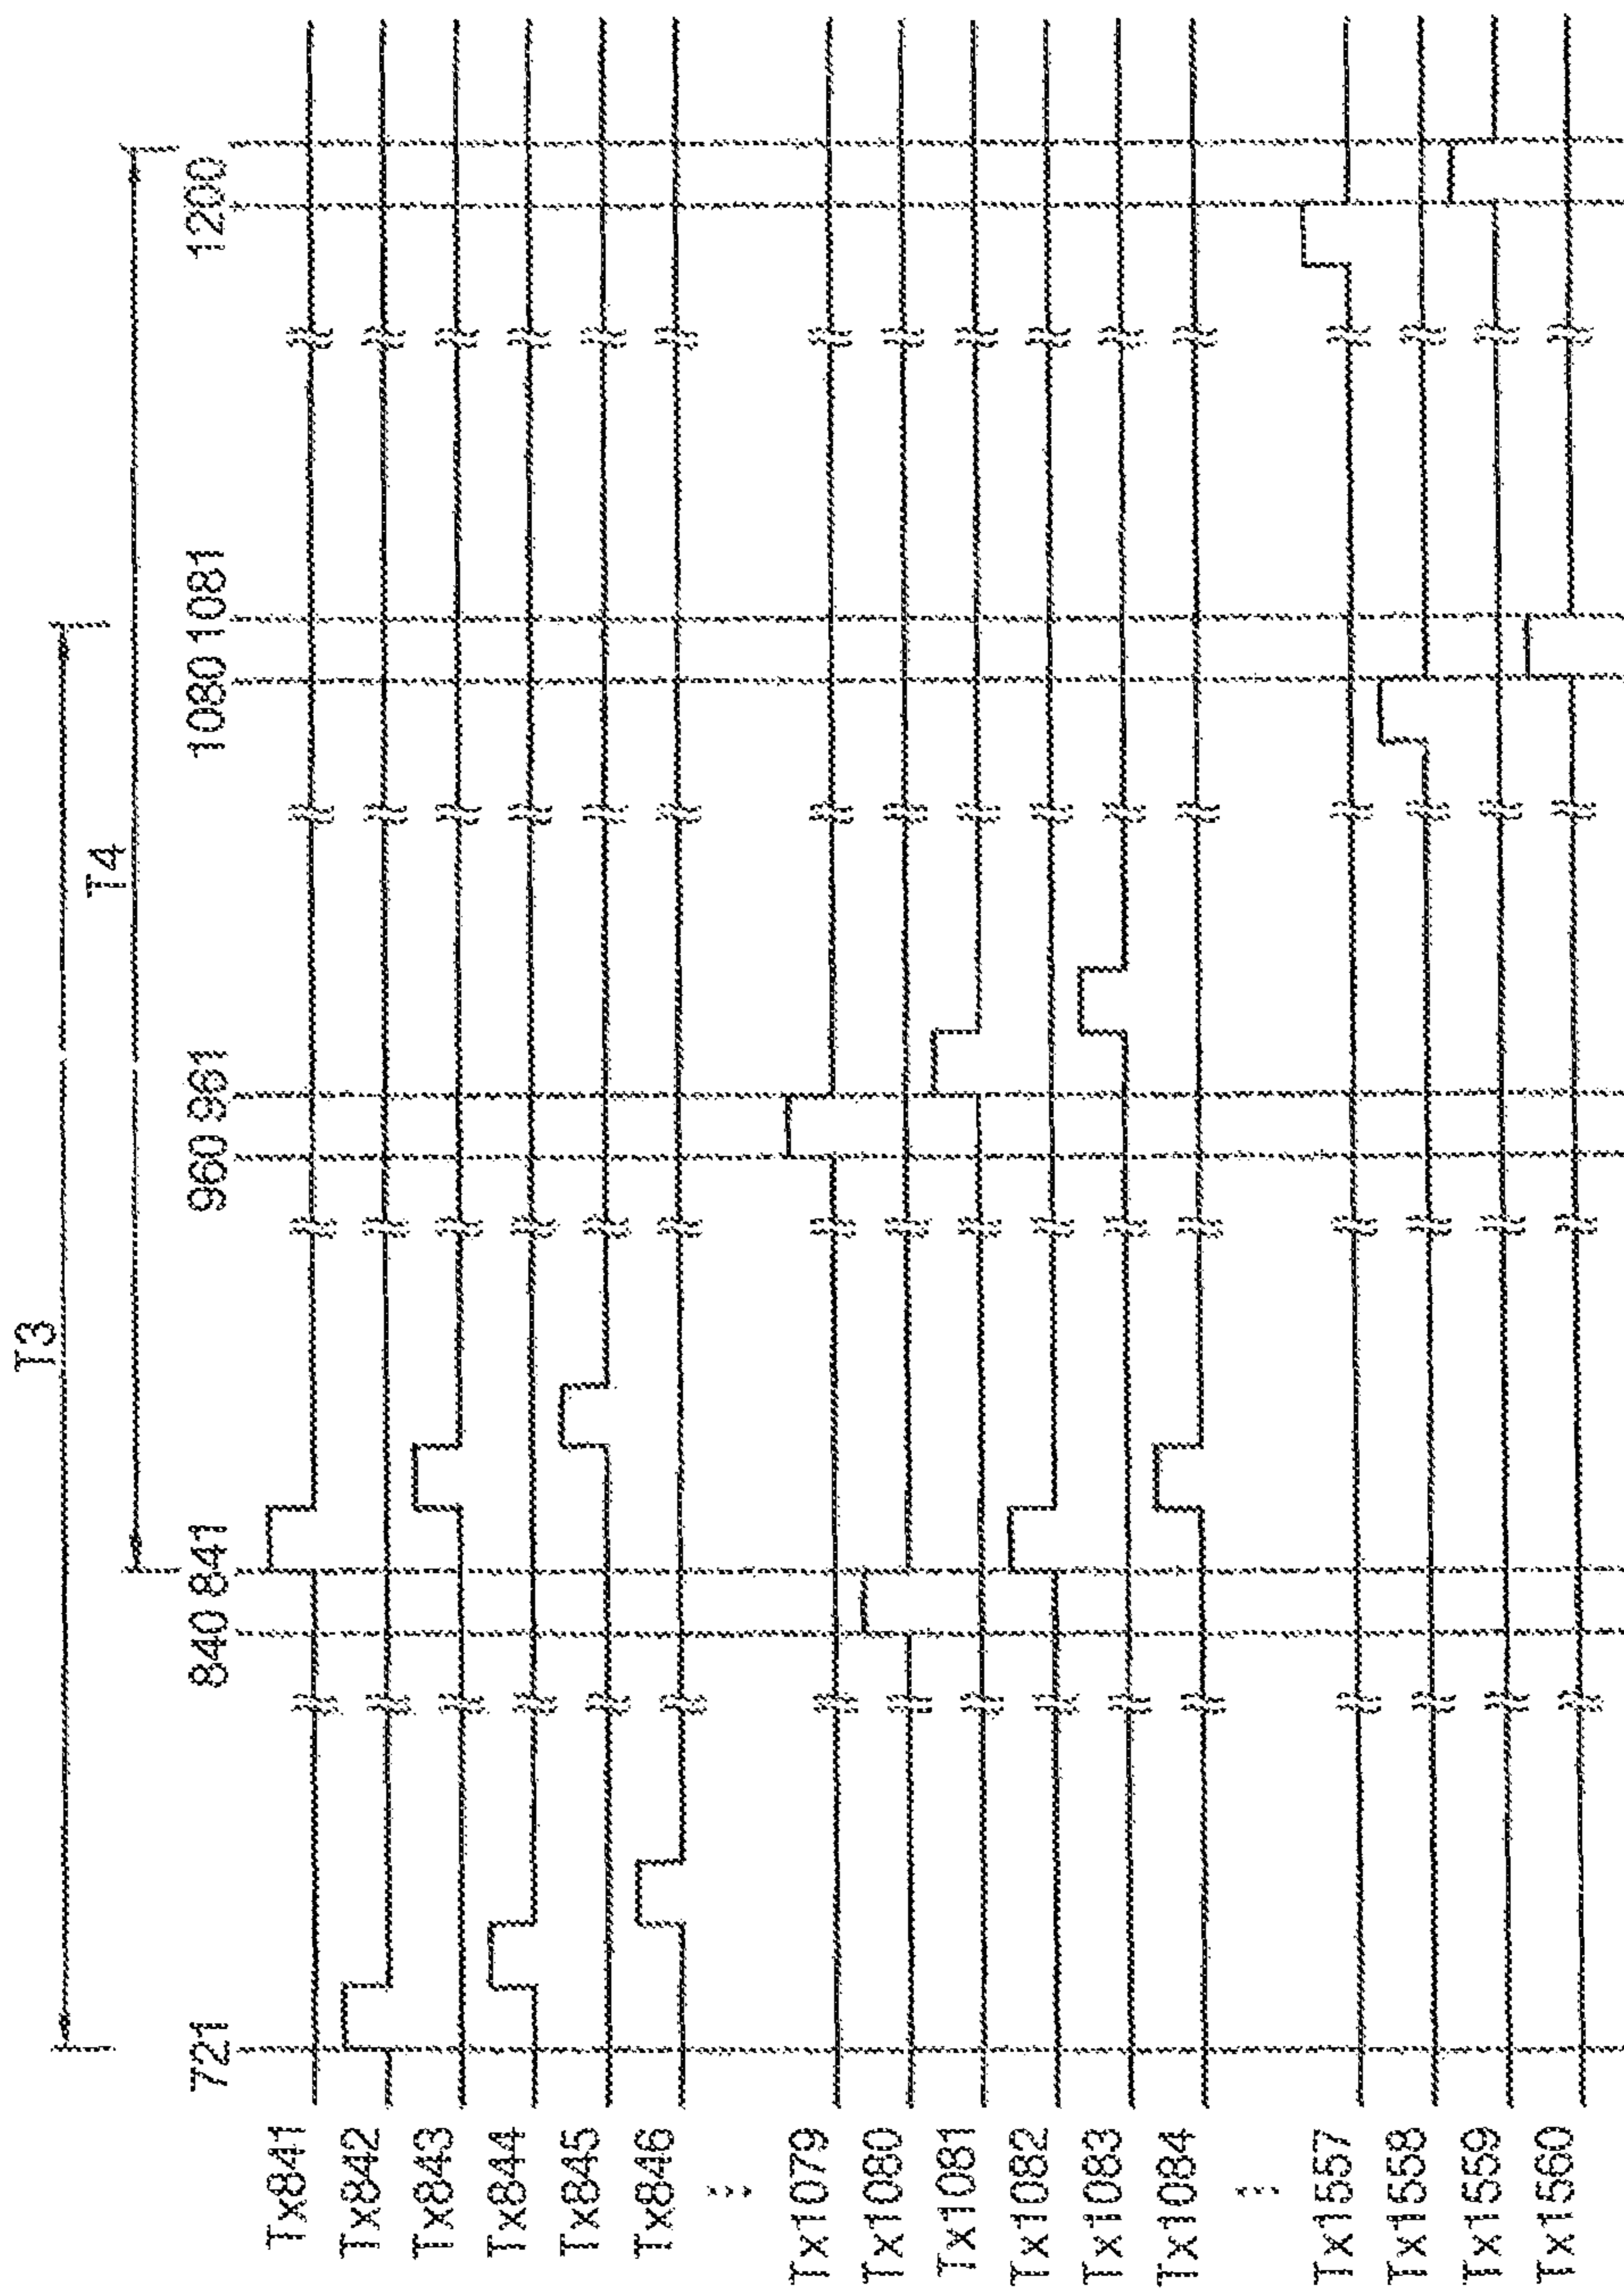 T3
T4
721
840 841
960 961
1080 1081
1200
Tx841
Tx842
Tx843
Tx844
Tx845
Tx846
⋮
Tx1079
Tx1080
Tx1081
Tx1082
Tx1083
Tx1084
⋮
Tx1557
Tx1558
Tx1559
Tx1560